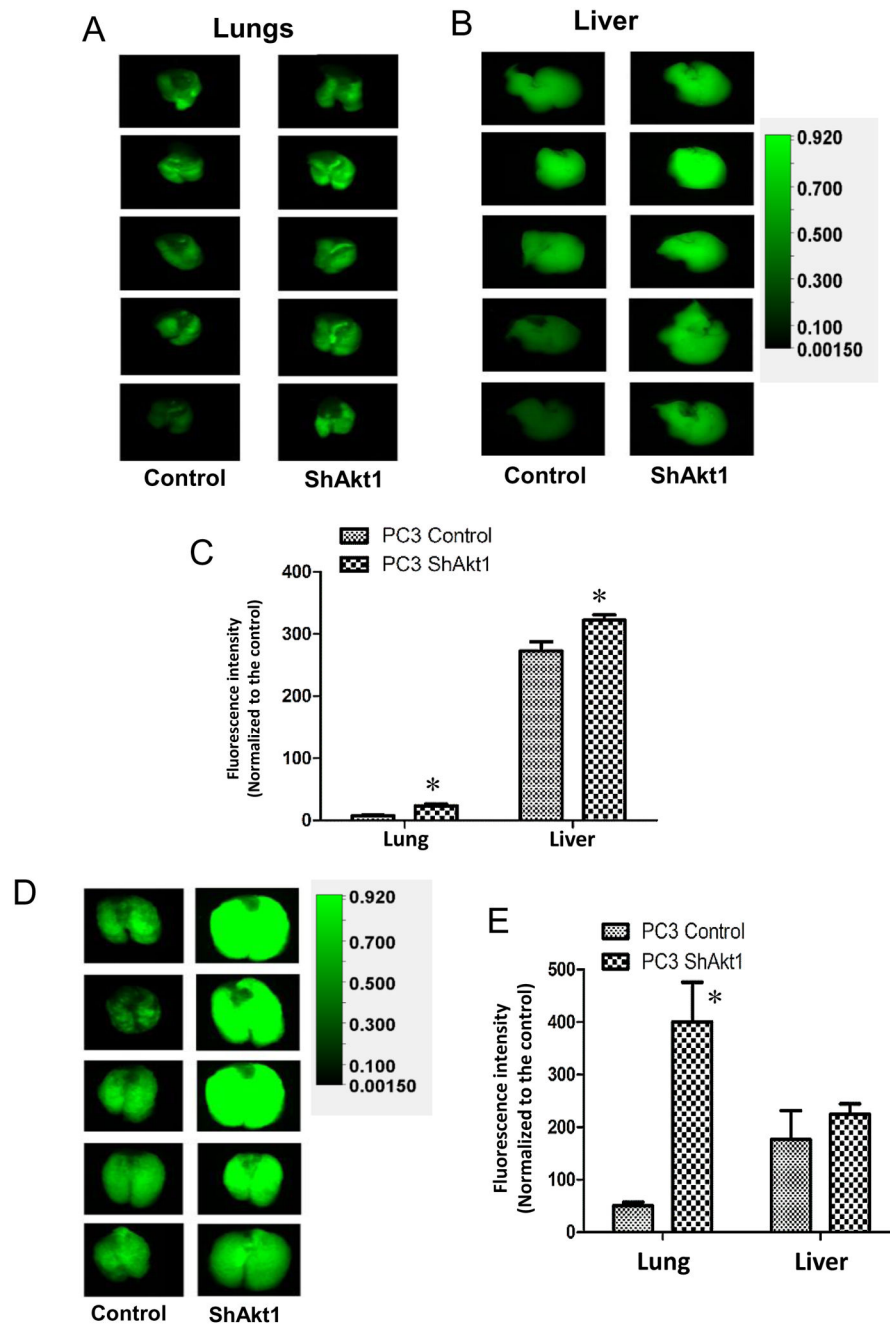 A
Lungs
B
Liver
Control
ShAkt1
Control
ShAkt1
0.920
0.700
0.500
0.300
0.100
0.00150
C
PC3 Control
PC3 ShAkt1
Fluorescence intensity
(Normalized to the control)
400
300
200
100
0
*
*
Lung
Liver
D
0.920
0.700
0.500
0.300
0.100
0.00150
Control
ShAkt1
E
PC3 Control
PC3 ShAkt1
Fluorescence intensity
(Normalized to the control)
500
400
300
200
100
0
*
Lung
Liver